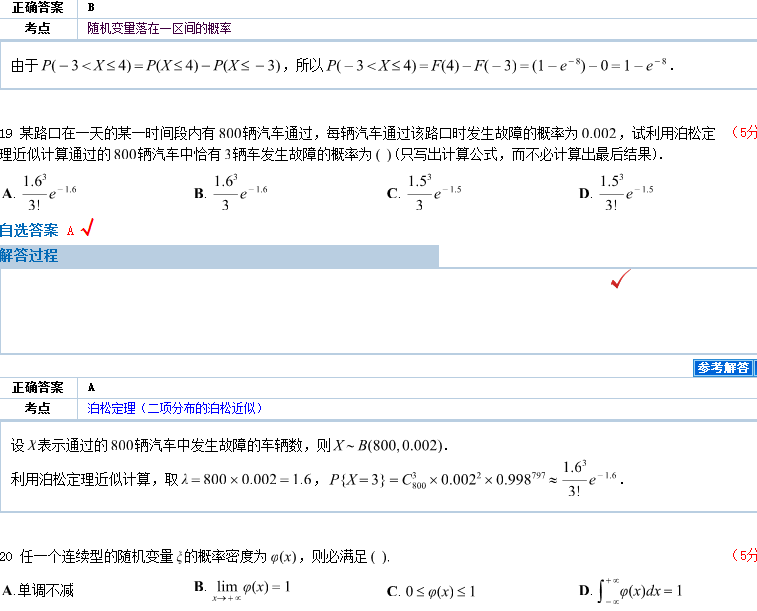 正确答案 B
考点 随机变量落在一区间的概率
由于 P(−3<X≤4)=P(X≤4)−P(X≤−3)，所以 P(−3<X≤4)=F(4)−F(−3)=(1−e⁻⁸)−0=1−e⁻⁸.
19 某路口在一天的某一时间段内有 800辆汽车通过，每辆汽车通过该路口时发生故障的概率为 0.002，试利用泊松定 （5分
理近似计算通过的 800辆汽车中恰有 3辆车发生故障的概率为 ( )(只写出计算公式，而不必计算出最后结果).
A. 1.6³/3! e^−1.6 B. 1.6³/3 e^−1.6 C. 1.5³/3 e^−1.5 D. 1.5³/3! e^−1.5
自选答案 A
解答过程
参考解答
正确答案 A
考点 泊松定理（二项分布的泊松近似）
设 X表示通过的 800辆汽车中发生故障的车辆数，则 X~B(800,0.002).
利用泊松定理近似计算，取 λ=800×0.002=1.6，P{X=3}=C₈₀₀³×0.002²×0.998⁷⁹⁷≈1.6³/3! e^−1.6.
20 任一个连续型的随机变量 ξ的概率密度为 φ(x)，则必满足 ( ). （5分
A.单调不减 B. lim x→+∞ φ(x)=1 C. 0≤φ(x)≤1 D. ∫−∞^+∞ φ(x)dx=1